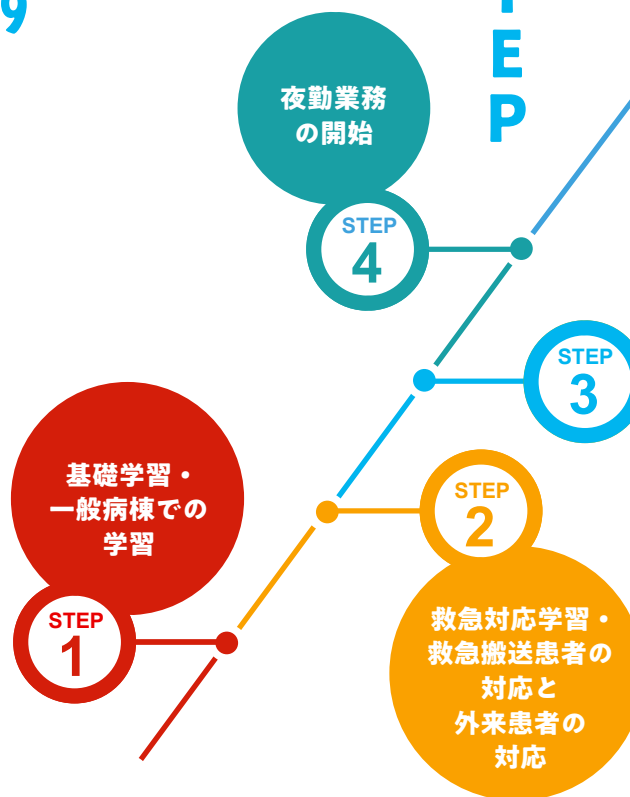 9
EP
夜勤業務
の開始
STEP
4
STEP
3
基礎学習・
一般病棟での
学習
STEP
1
STEP
2
救急対応学習・
救急搬送患者の
対応と
外来患者の
対応